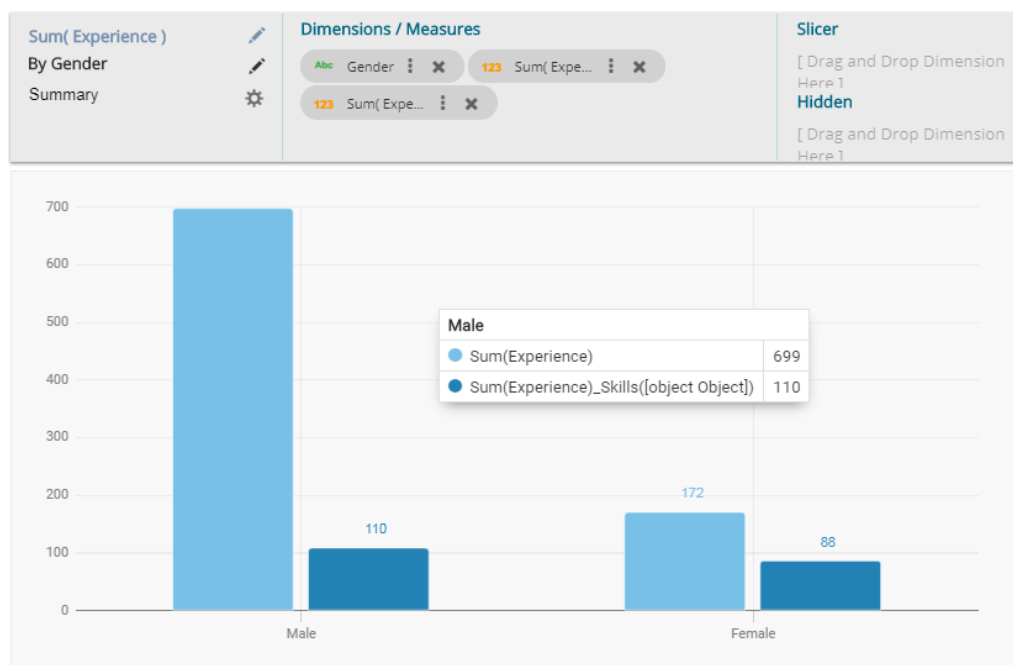 Sum( Experience )
By Gender
Summary
Dimensions / Measures
Abc Gender 123 Sum( Expe...
123 Sum( Expe...
Slicer
[ Drag and Drop Dimension
Here ]
Hidden
[ Drag and Drop Dimension
Here ]
700
600
500
400
300
200
100
0
Male
Sum(Experience) 699
Sum(Experience)_Skills([object Object]) 110
110
172
88
Male
Female